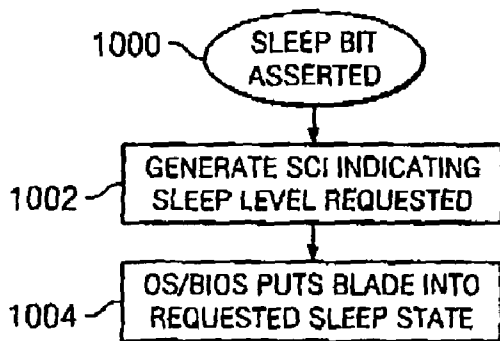 1000
SLEEP BIT
ASSERTED
1002
GENERATE SCI INDICATING
SLEEP LEVEL REQUESTED
1004
OS/BIOS PUTS BLADE INTO
REQUESTED SLEEP STATE